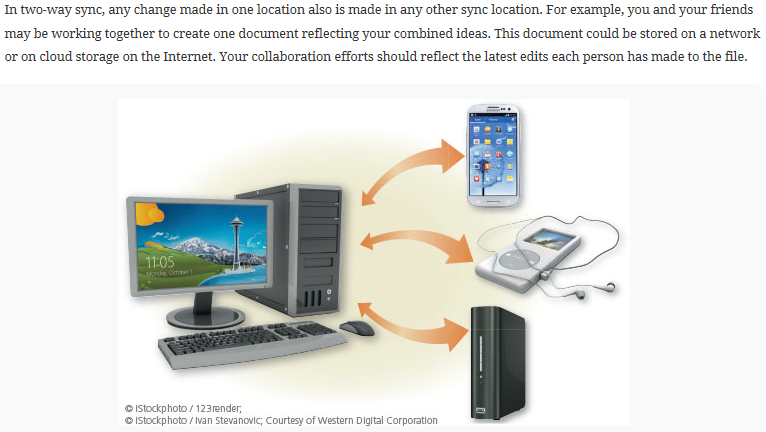 In two-way sync, any change made in one location also is made in any other sync location. For example, you and your friends
may be working together to create one document reflecting your combined ideas. This document could be stored on a network
or on cloud storage on the Internet. Your collaboration efforts should reflect the latest edits each person has made to the file.
11:05
Monday, October 1
© iStockphoto / 123render;
© iStockphoto / Ivan Stevanovic; Courtesy of Western Digital Corporation